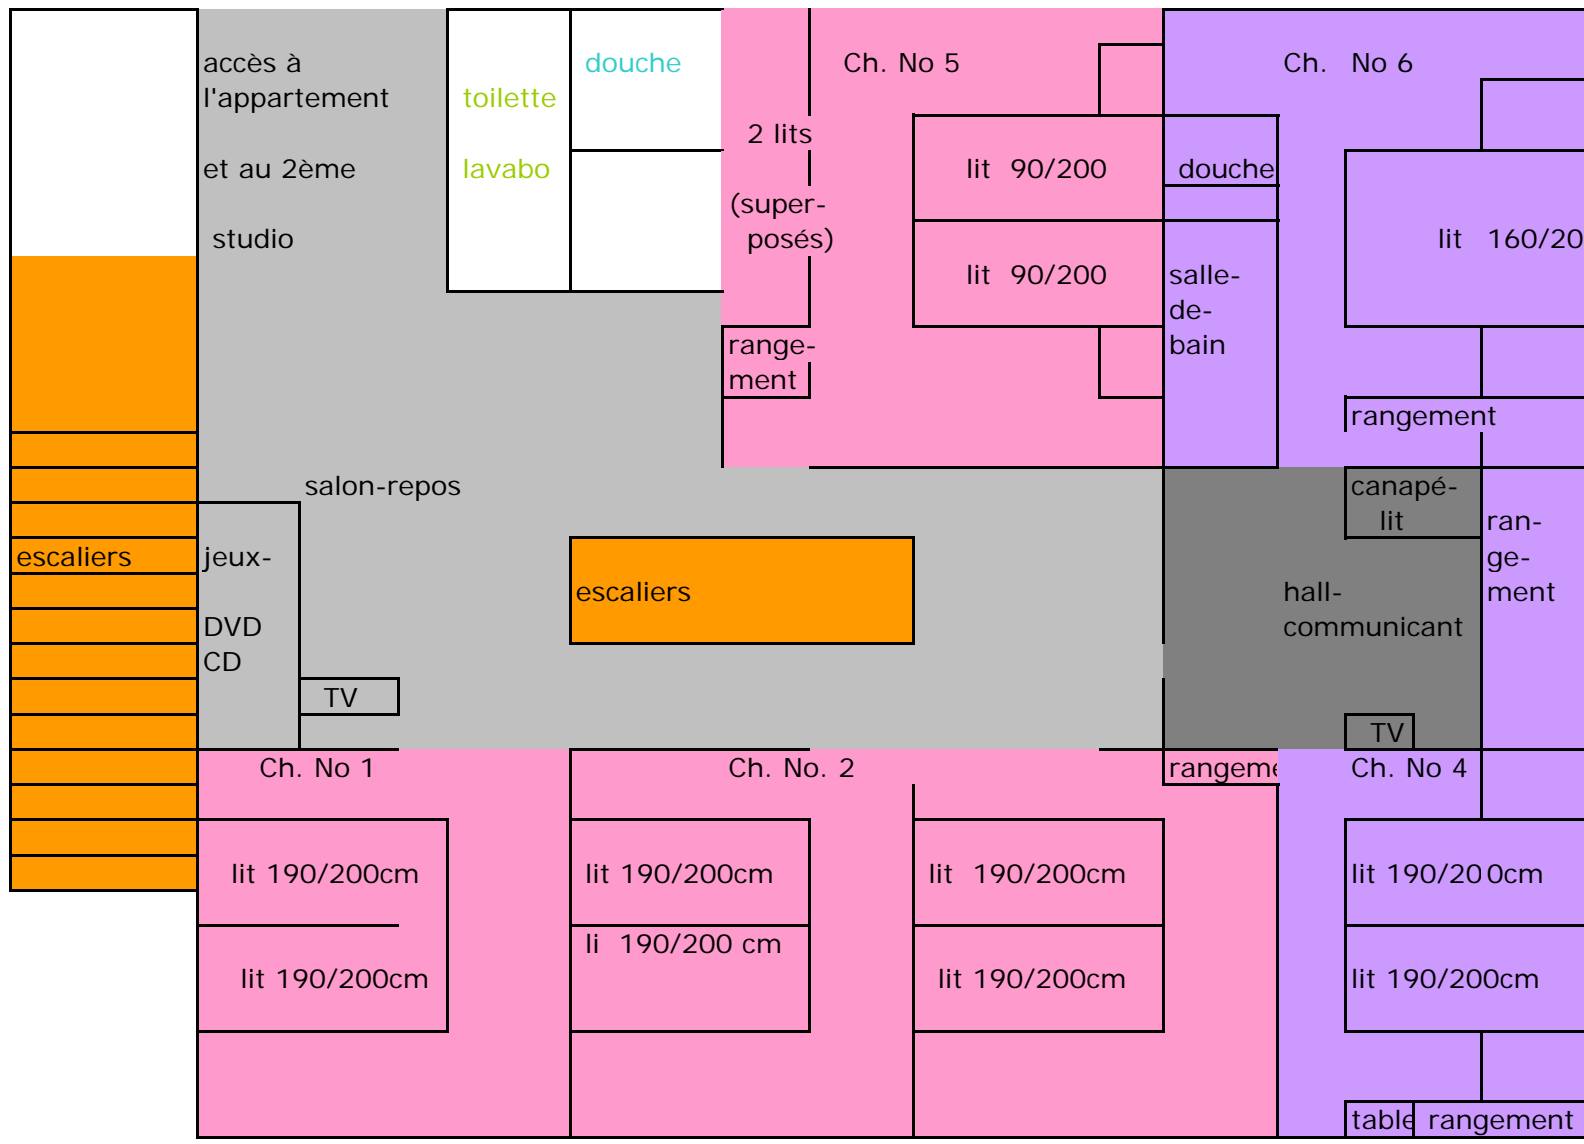 accès à
l'appartement
et au 2ème
studio
toilette
lavabo
douche
2 lits
(super-
posés)
range-
ment
Ch. No 5
lit 90/200
lit 90/200
douche
salle-
de-
bain
Ch. No 6
lit 160/20
rangement
salon-repos
escaliers
jeux-
DVD
CD
TV
escaliers
canapé-
lit
hall-
communicant
TV
ran-
ge-
ment
Ch. No 1
lit 190/200cm
lit 190/200cm
Ch. No. 2
lit 190/200cm
li 190/200 cm
lit 190/200cm
lit 190/200cm
rangeme
Ch. No 4
lit 190/200cm
lit 190/200cm
table rangement